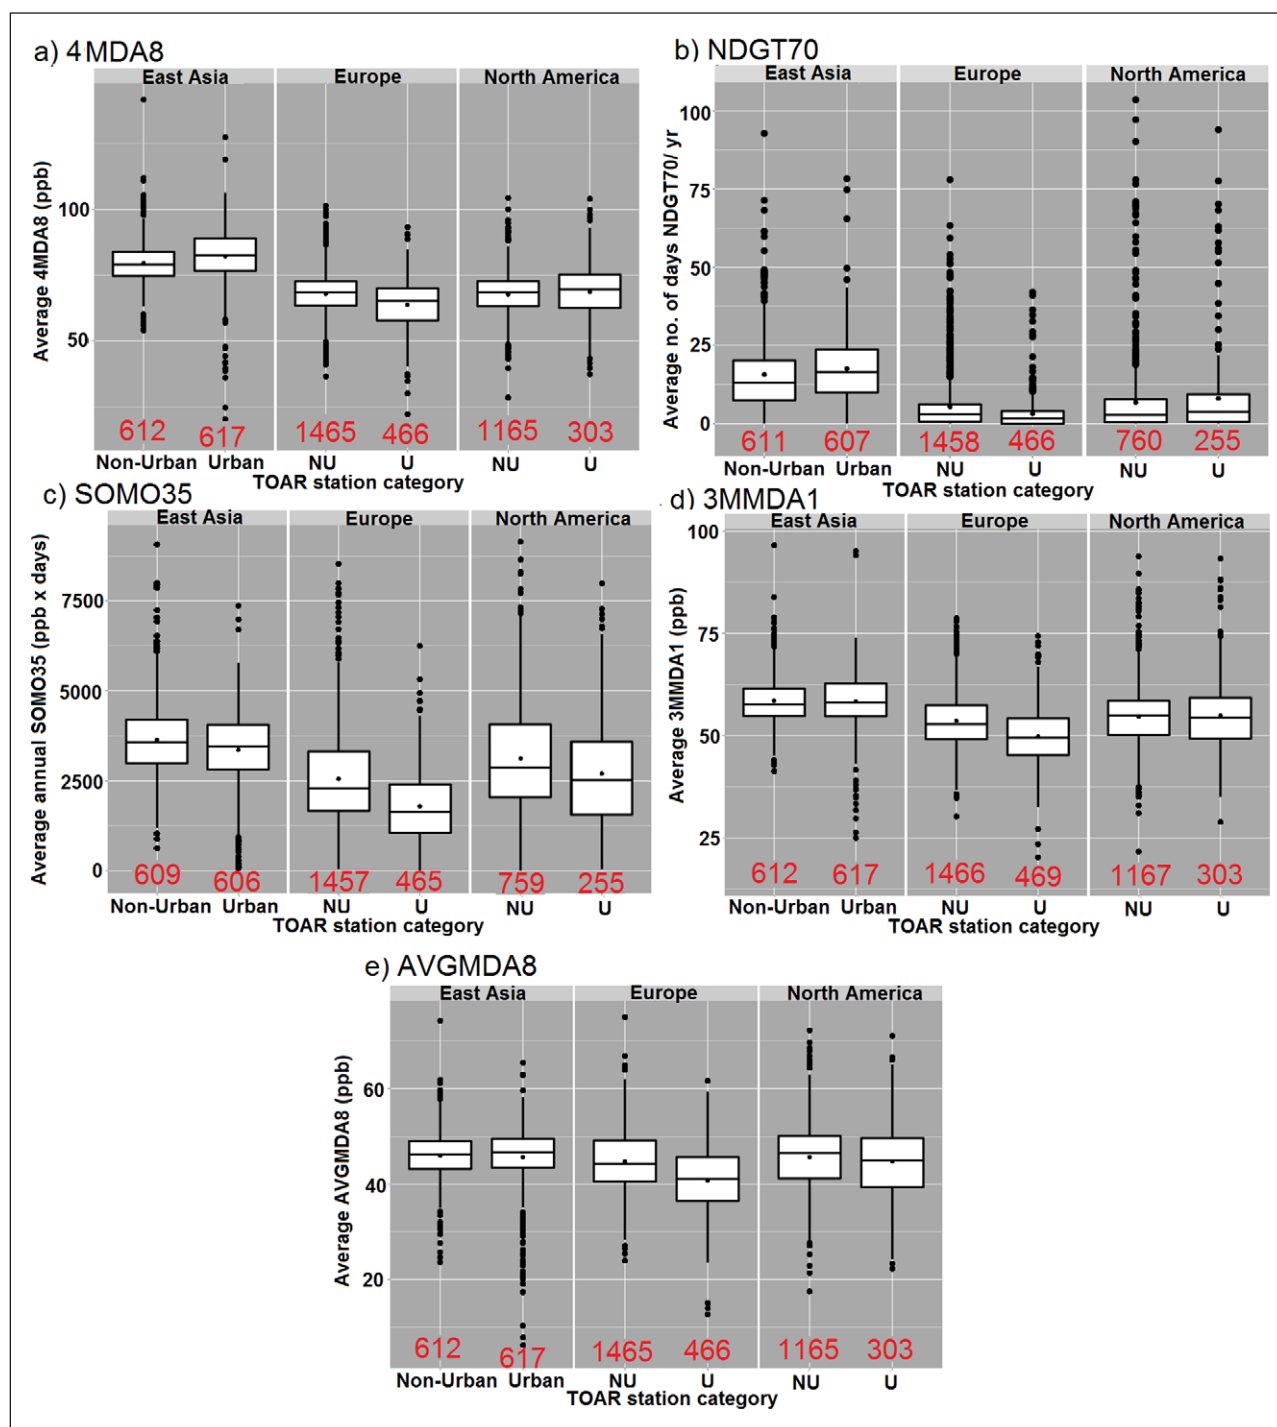 a) 4MDA8
East Asia Europe North America
Average 4MDA8 (ppb)
100
50
612 617 1465 466 1165 303
Non-Urban Urban NU U NU U
TOAR station category
b) NDGT70
East Asia Europe North America
Average no. of days NDGT70/ yr
100
75
50
25
0
611 607 1458 466 760 255
Non-Urban Urban NU U NU U
TOAR station category
c) SOMO35
East Asia Europe North America
Average annual SOMO35 (ppb x days)
7500
5000
2500
0
609 606 1457 465 759 255
Non-Urban Urban NU U NU U
TOAR station category
d) 3MMDA1
East Asia Europe North America
Average 3MMDA1 (ppb)
100
75
50
25
612 617 1466 469 1167 303
Non-Urban Urban NU U NU U
TOAR station category
e) AVGMDA8
East Asia Europe North America
Average AVGMDA8 (ppb)
60
40
20
612 617 1465 466 1165 303
Non-Urban Urban NU U NU U
TOAR station category